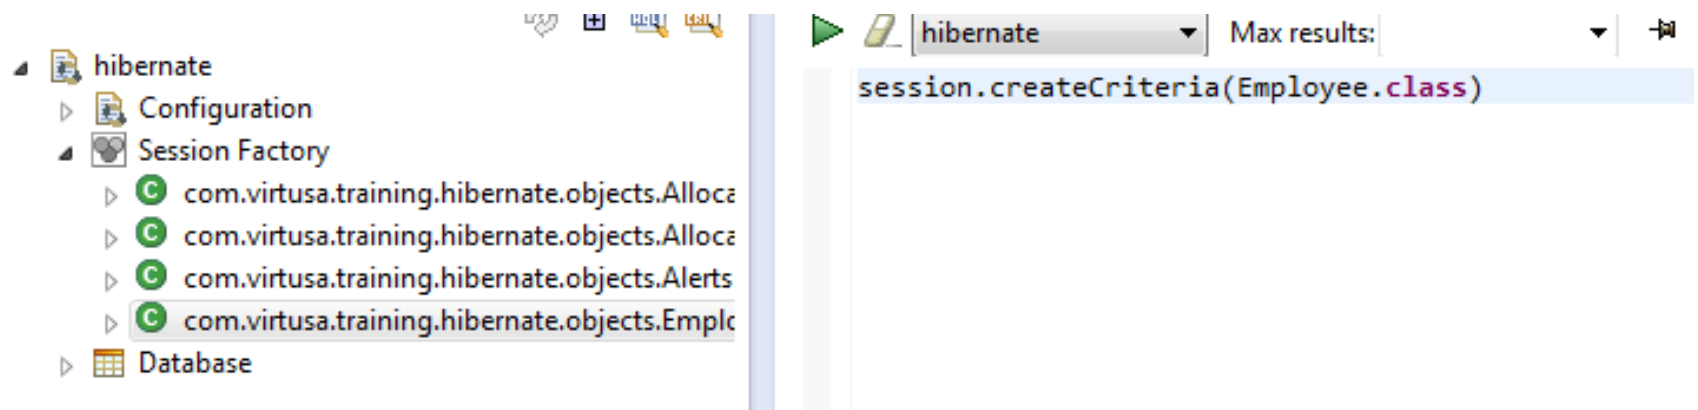 hibernate
Configuration
Session Factory
com.virtusa.training.hibernate.objects.Alloca
com.virtusa.training.hibernate.objects.Alloca
com.virtusa.training.hibernate.objects.Alerts
com.virtusa.training.hibernate.objects.Emplo
Database
hibernate Max results:
session.createCriteria(Employee.class)